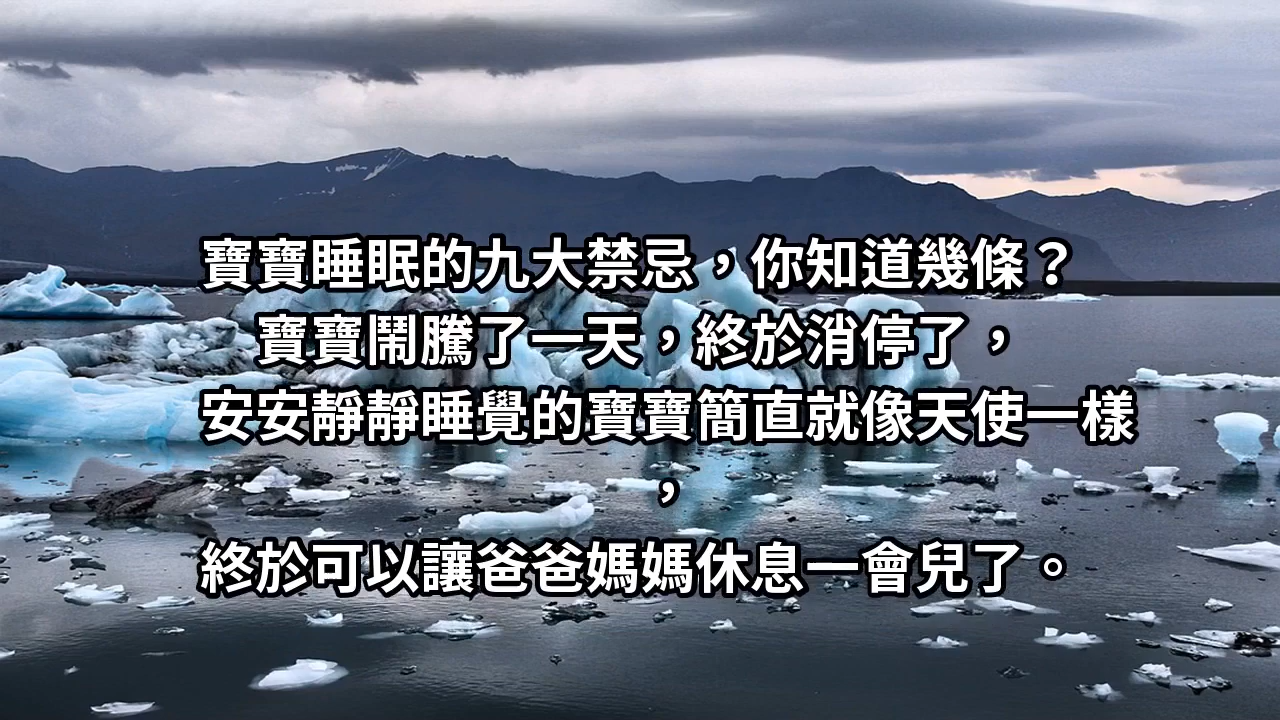 寶寶睡眠的九大禁忌，你知道幾條？
寶寶鬧騰了一天，終於消停了，
安安靜靜睡覺的寶寶簡直就像天使一樣
，
終於可以讓爸爸媽媽休息一會兒了。